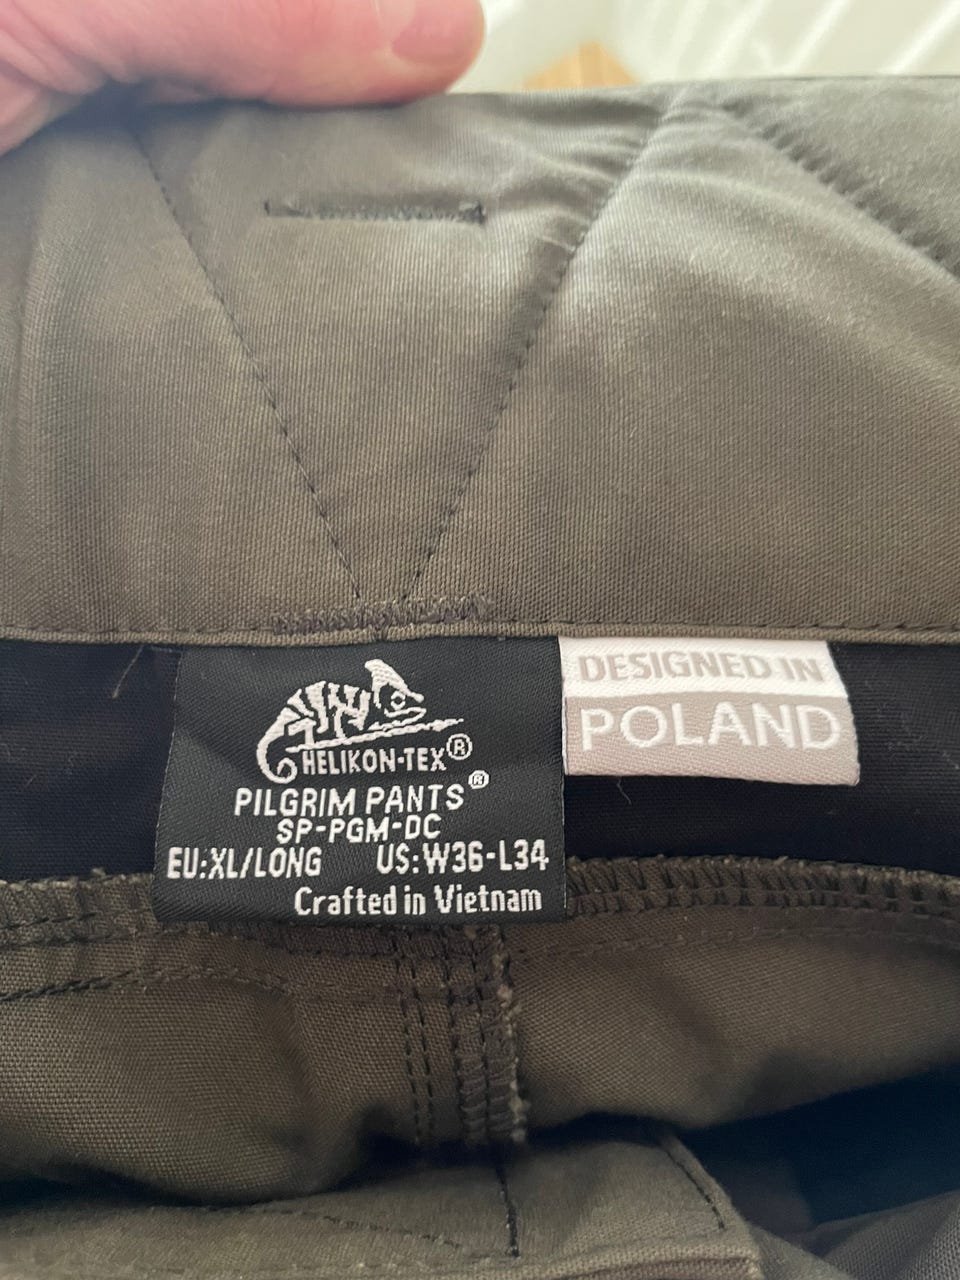 HELIKON-TEX®
PILGRIM PANTS®
SP-PGM-DC
EU:XL/LONG US:W36-L34
Crafted in Vietnam
DESIGNED IN
POLAND